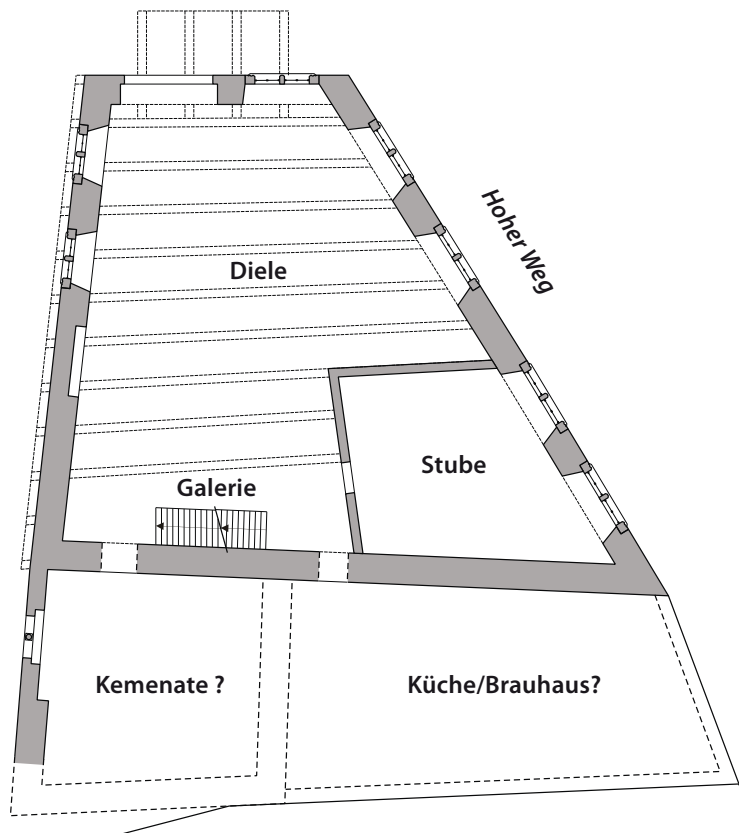 Hoher Weg
Diele
Stube
Galerie
Kemenate ?
Küche/Brauhaus?